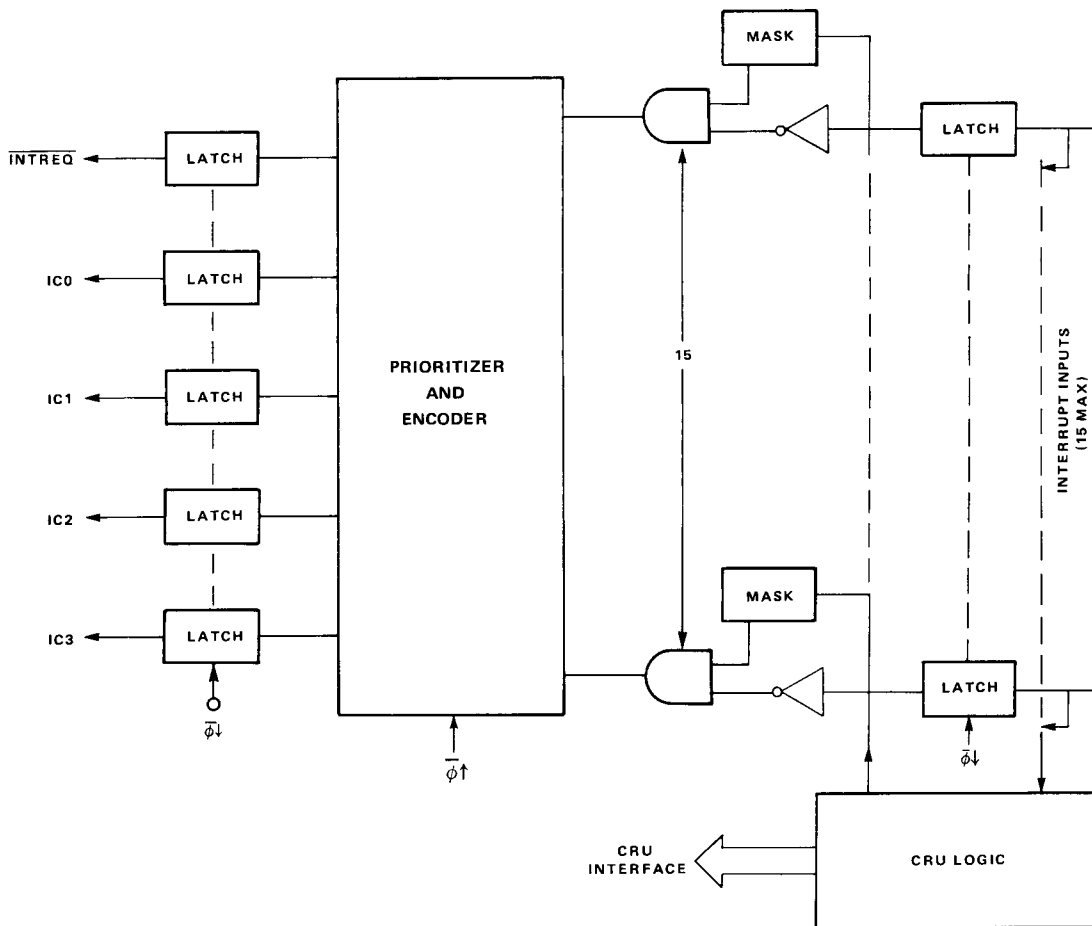 MASK
LATCH
LATCH
INTREQ
LATCH
IC0
LATCH
IC1
LATCH
IC2
LATCH
IC3
PRIORITIZER
AND
ENCODER
15
INTERRUPT INPUTS
(15 MAX)
MASK
LATCH
φ̅↓
φ̅↑
φ̅↓
CRU
INTERFACE
CRU LOGIC